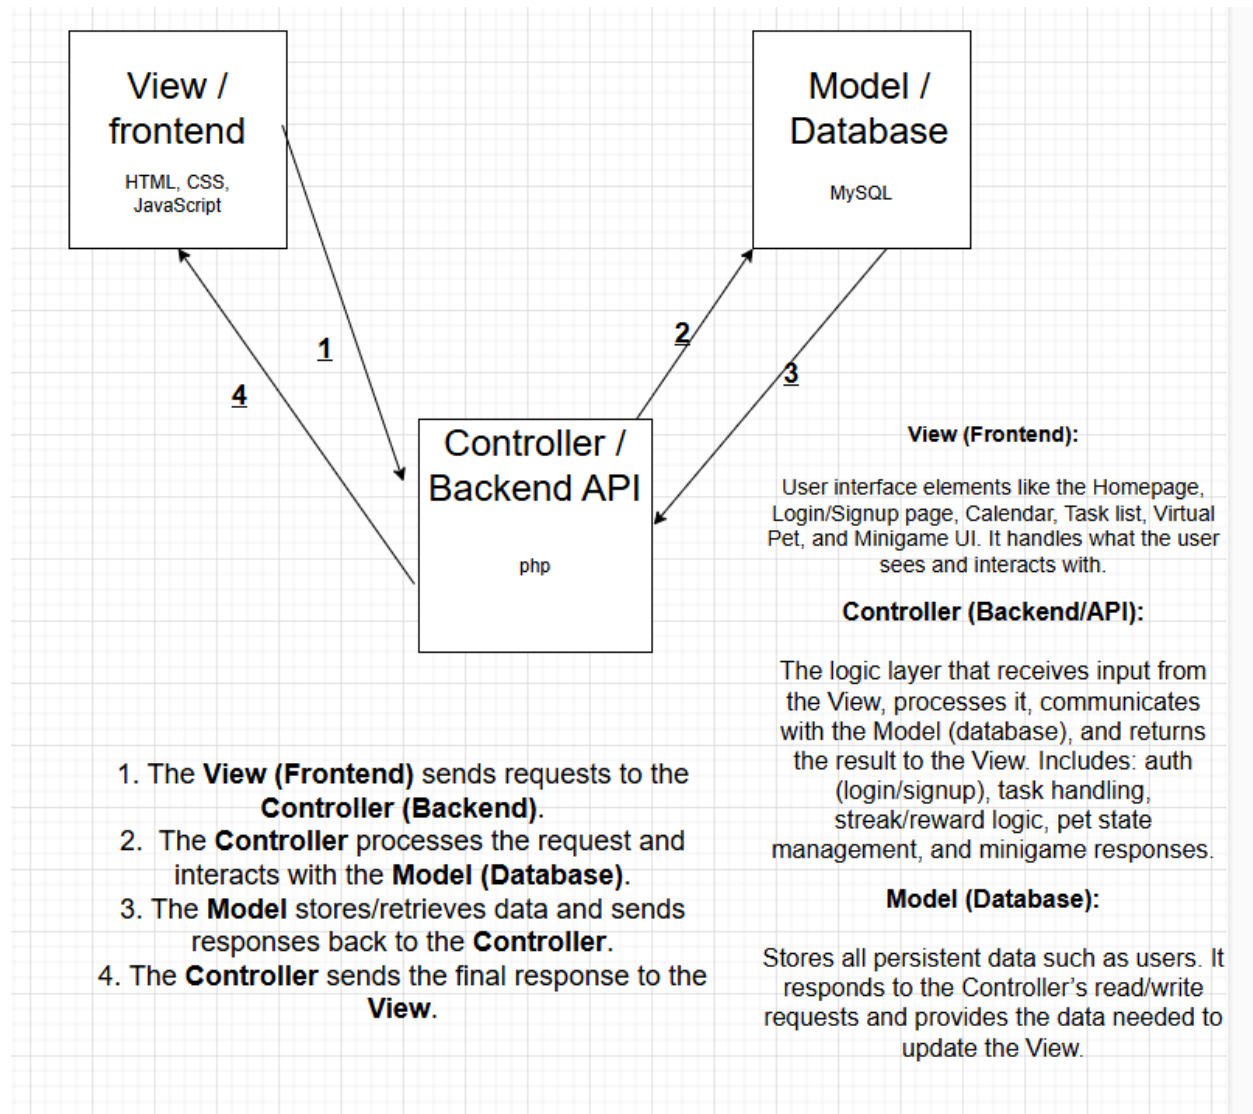 View /
frontend
HTML, CSS,
JavaScript
Model /
Database
MySQL
1
4
2
3
Controller /
Backend API
php
View (Frontend):
User interface elements like the Homepage,
Login/Signup page, Calendar, Task list, Virtual
Pet, and Minigame UI. It handles what the user
sees and interacts with.
Controller (Backend/API):
The logic layer that receives input from
the View, processes it, communicates
with the Model (database), and returns
the result to the View. Includes: auth
(login/signup), task handling,
streak/reward logic, pet state
management, and minigame responses.
Model (Database):
Stores all persistent data such as users. It
responds to the Controller’s read/write
requests and provides the data needed to
update the View.
1. The View (Frontend) sends requests to the
Controller (Backend).
2. The Controller processes the request and
interacts with the Model (Database).
3. The Model stores/retrieves data and sends
responses back to the Controller.
4. The Controller sends the final response to the
View.